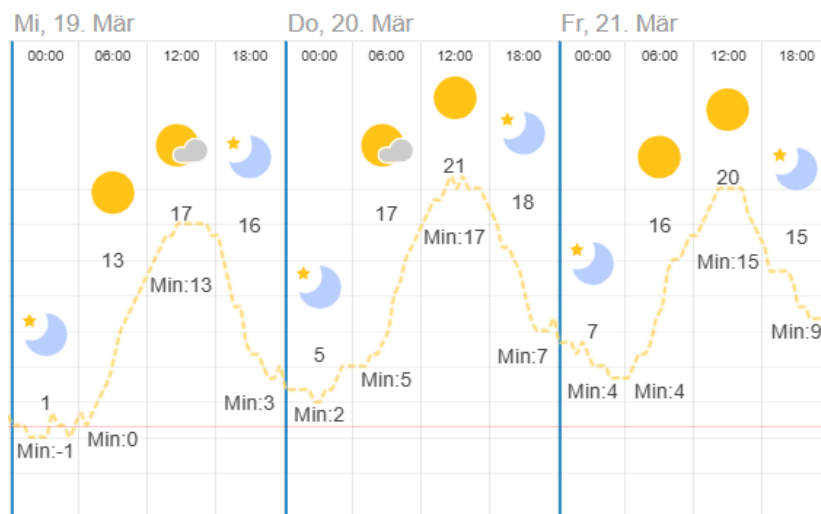 Mi, 19. Mär Do, 20. Mär Fr, 21. Mär
00:00 06:00 12:00 18:00 00:00 06:00 12:00 18:00 00:00 06:00 12:00 18:00
21
20
17
17
18
16
16
15
13
Min:17
Min:15
Min:13
5
7
Min:7
Min:9
1
Min:3
Min:5
Min:2
Min:4
Min:4
Min:0
Min:-1